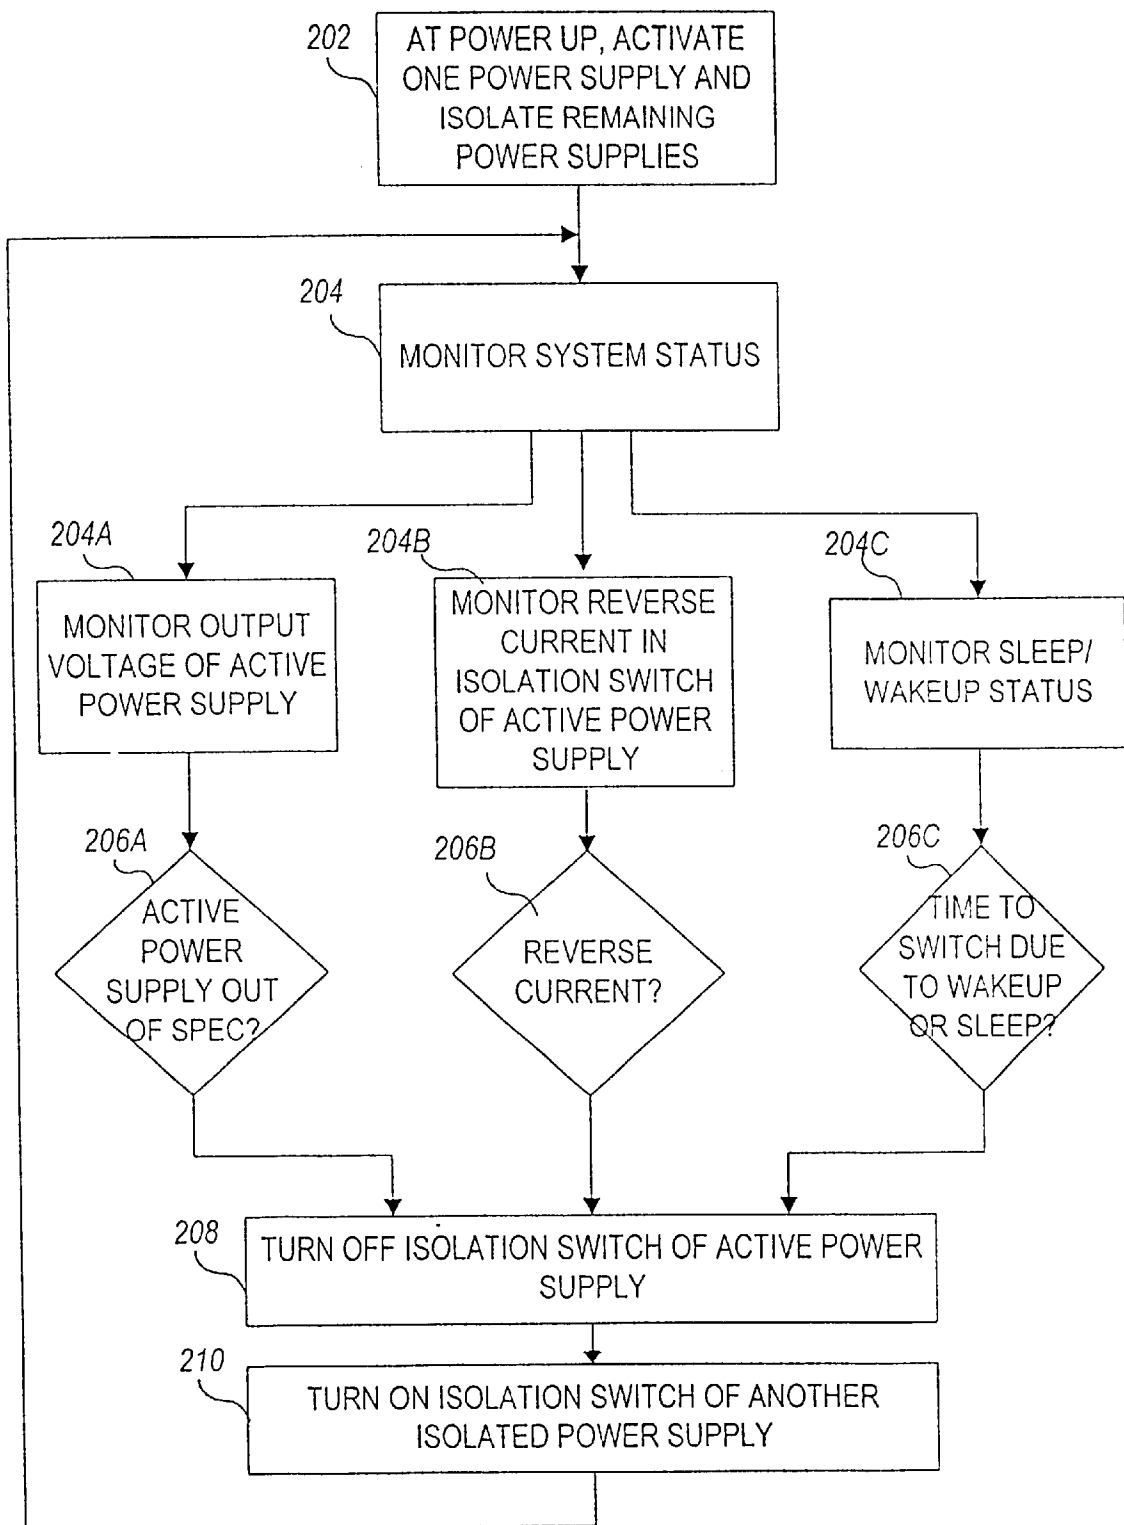 202
AT POWER UP, ACTIVATE
ONE POWER SUPPLY AND
ISOLATE REMAINING
POWER SUPPLIES
204
MONITOR SYSTEM STATUS
204A
MONITOR OUTPUT
VOLTAGE OF ACTIVE
POWER SUPPLY
204B
MONITOR REVERSE
CURRENT IN
ISOLATION SWITCH
OF ACTIVE POWER
SUPPLY
204C
MONITOR SLEEP/
WAKEUP STATUS
206A
ACTIVE
POWER
SUPPLY OUT
OF SPEC?
206B
REVERSE
CURRENT?
206C
TIME TO
SWITCH DUE
TO WAKEUP
OR SLEEP?
208
TURN OFF ISOLATION SWITCH OF ACTIVE POWER
SUPPLY
210
TURN ON ISOLATION SWITCH OF ANOTHER
ISOLATED POWER SUPPLY